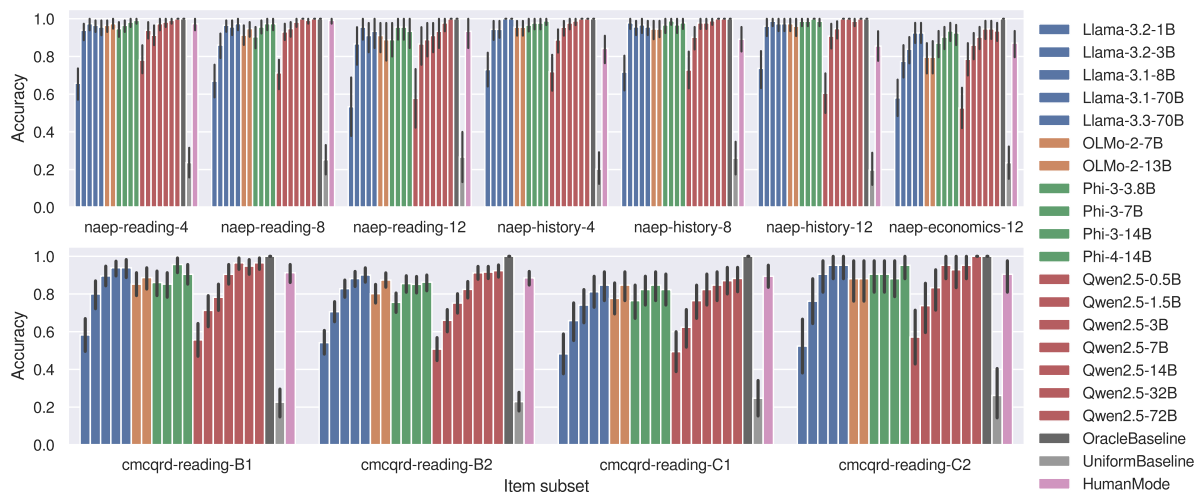 Accuracy
1.0
0.8
0.6
0.4
0.2
0.0
naep-reading-4 naep-reading-8 naep-reading-12 naep-history-4 naep-history-8 naep-history-12 naep-economics-12
Accuracy
1.0
0.8
0.6
0.4
0.2
0.0
cmcqrd-reading-B1 cmcqrd-reading-B2 cmcqrd-reading-C1 cmcqrd-reading-C2
Item subset
Llama-3.2-1B
Llama-3.2-3B
Llama-3.1-8B
Llama-3.1-70B
Llama-3.3-70B
OLMo-2-7B
OLMo-2-13B
Phi-3-3.8B
Phi-3-7B
Phi-3-14B
Phi-4-14B
Qwen2.5-0.5B
Qwen2.5-1.5B
Qwen2.5-3B
Qwen2.5-7B
Qwen2.5-14B
Qwen2.5-32B
Qwen2.5-72B
OracleBaseline
UniformBaseline
HumanMode